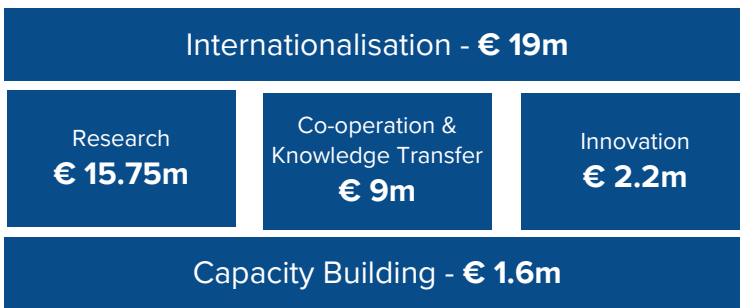 Internationalisation - € 19m
Research
€ 15.75m
Co-operation &
Knowledge Transfer
€ 9m
Innovation
€ 2.2m
Capacity Building - € 1.6m